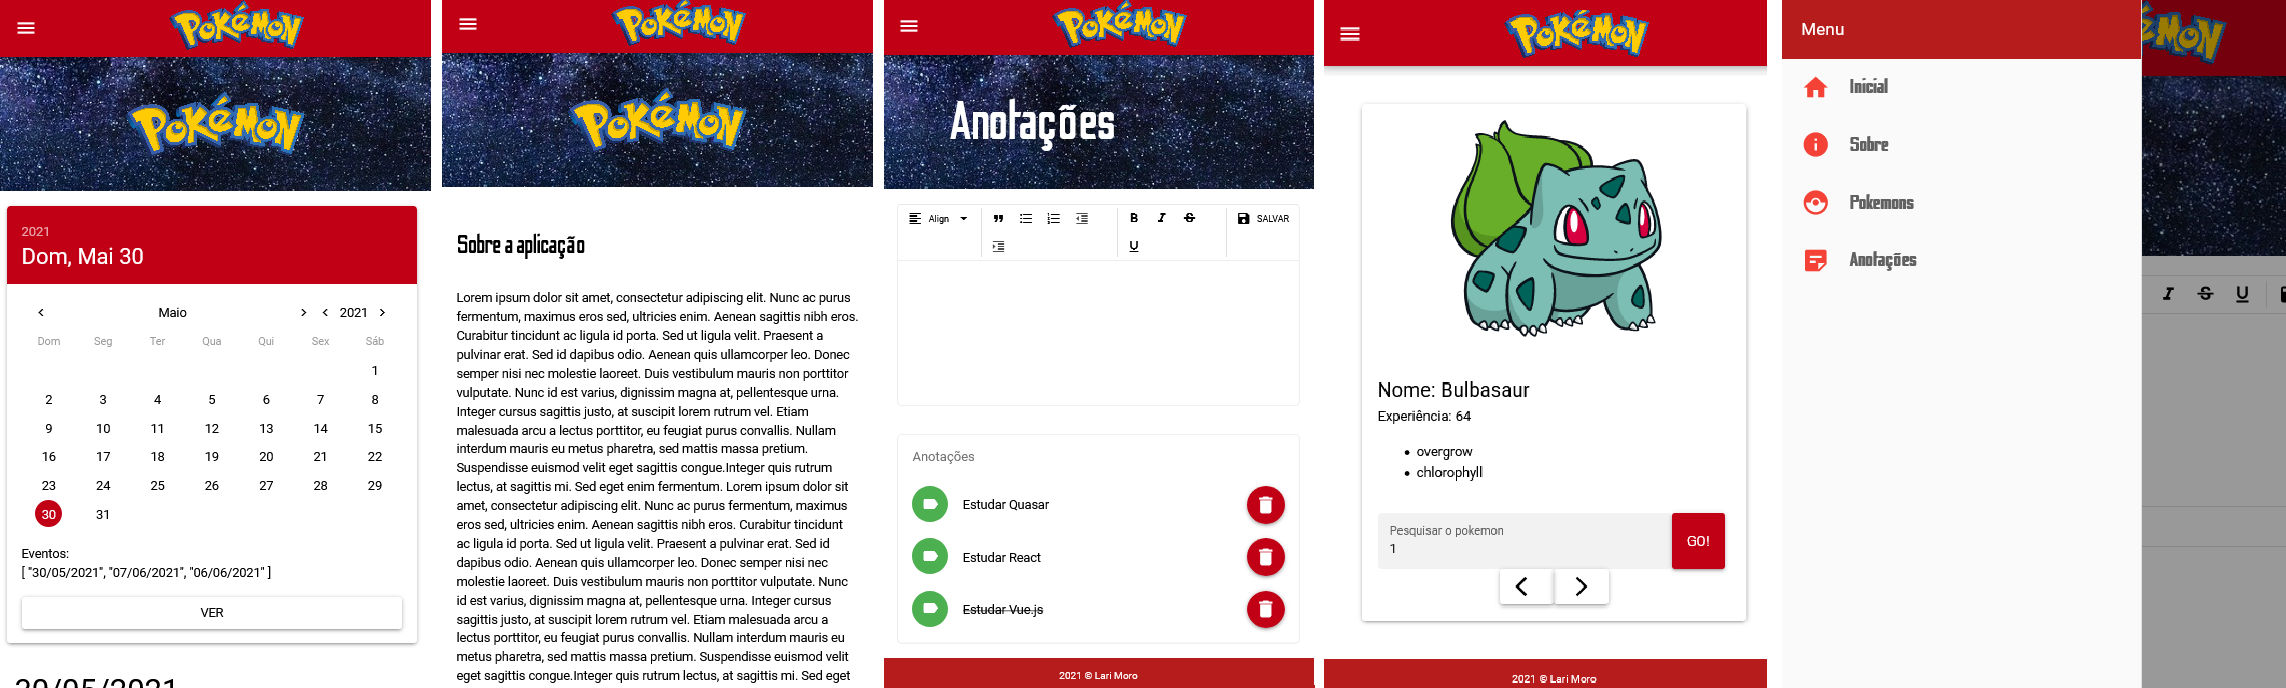 POKéMON
POKéMON
2021
Dom, Mai 30
Maio
2021
Dom Seg Ter Qua Qui Sex Sáb
1
2 3 4 5 6 7 8
9 10 11 12 13 14 15
16 17 18 19 20 21 22
23 24 25 26 27 28 29
30 31
Eventos:
[ "30/05/2021", "07/06/2021", "06/06/2021" ]
VER
30/05/2021
POKéMON
POKéMON
Sobre a aplicação
Lorem ipsum dolor sit amet, consectetur adipiscing elit. Nunc ac purus
fermentum, maximus eros sed, ultricies enim. Aenean sagittis nibh eros.
Curabitur tincidunt ac ligula id porta. Sed ut ligula velit. Praesent a
pulvinar erat. Sed id dapibus odio. Aenean quis ullamcorper leo. Donec
semper nisi nec molestie laoreet. Duis vestibulum mauris non porttitor
vulputate. Nunc id est varius, dignissim magna at, pellentesque urna.
Integer cursus sagittis justo, at suscipit lorem rutrum vel. Etiam
malesuada arcu a lectus porttitor, eu feugiat purus convallis. Nullam
interdum mauris eu metus pharetra, sed mattis massa pretium.
Suspendisse euismod velit eget sagittis congue.Integer quis rutrum
lectus, at sagittis mi. Sed eget enim fermentum. Lorem ipsum dolor sit
amet, consectetur adipiscing elit. Nunc ac purus fermentum, maximus
eros sed, ultricies enim. Aenean sagittis nibh eros. Curabitur tincidunt
ac ligula id porta. Sed ut ligula velit. Praesent a pulvinar erat. Sed id
dapibus odio. Aenean quis ullamcorper leo. Donec semper nisi nec
molestie laoreet. Duis vestibulum mauris non porttitor vulputate. Nunc
id est varius, dignissim magna at, pellentesque urna. Integer cursus
sagittis justo, at suscipit lorem rutrum vel. Etiam malesuada arcu a
lectus porttitor, eu feugiat purus convallis. Nullam interdum mauris eu
metus pharetra, sed mattis massa pretium. Suspendisse euismod velit
eget sagittis congue.Integer quis rutrum lectus, at sagittis mi. Sed eget
POKéMON
Anotações
Align B I S SALVAR
U
Anotações
Estudar Quasar
Estudar React
Estudar Vue.js
2021 © Lari Moro
POKéMON
Nome: Bulbasaur
Experiência: 64
overgrow
chlorophyll
Pesquisar o pokemon
1
GO!
2021 © Lari Moro
Menu
Inicial
Sobre
Pokemons
Anotações
MON
I S U